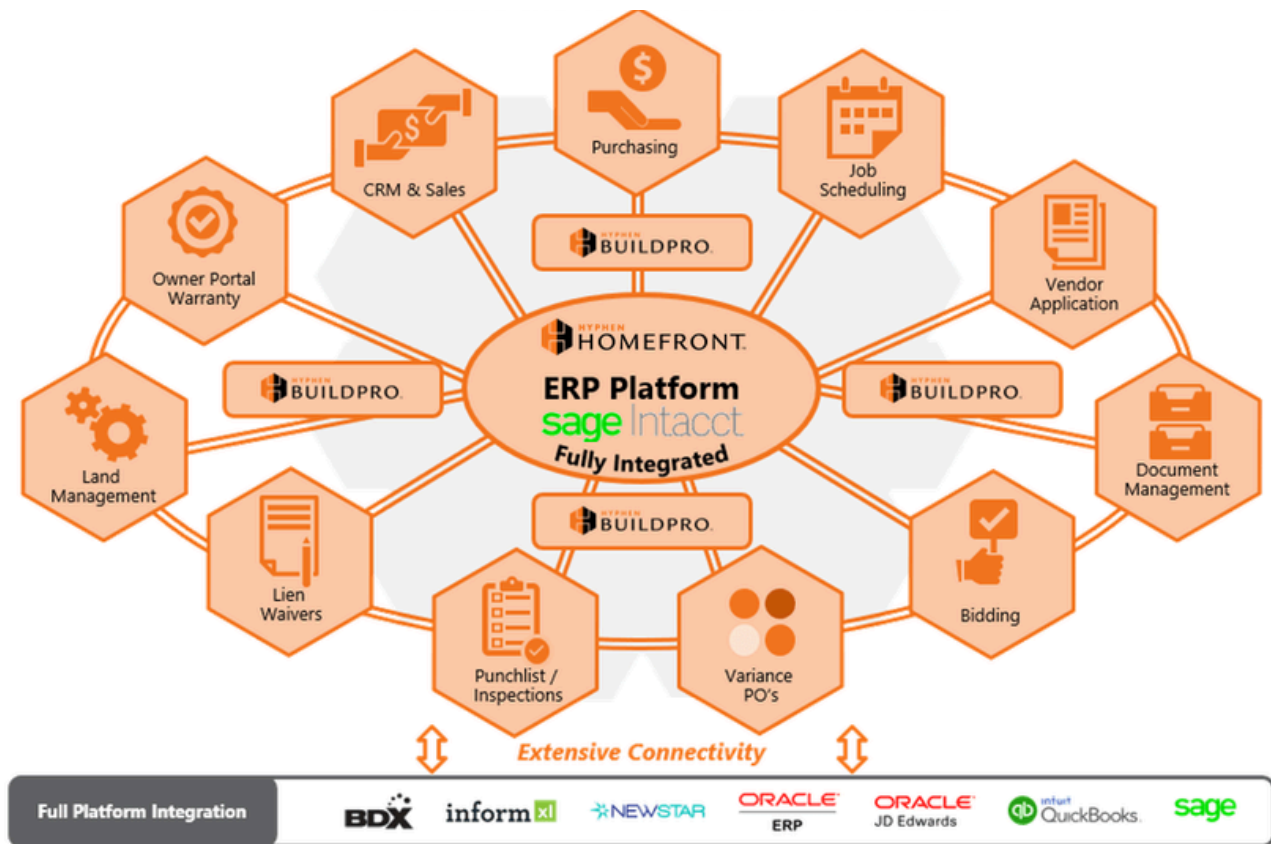 $
Purchasing
$
CRM & Sales
Job
Scheduling
Owner Portal
Warranty
Vendor
Application
HYPHEN
BUILDPRO.
HYPHEN
HOMEFRONT.
ERP Platform
sage Intacct
Fully Integrated
HYPHEN
BUILDPRO.
HYPHEN
BUILDPRO.
Land
Management
Document
Management
HYPHEN
BUILDPRO.
Lien
Waivers
Bidding
Punchlist /
Inspections
Variance
PO's
Extensive Connectivity
Full Platform Integration
BDX
inform xl
NEWSTAR
ORACLE
ERP
ORACLE
JD Edwards
qb
intuit
QuickBooks.
sage